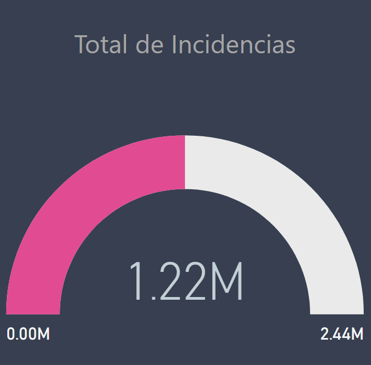 Total de Incidencias
1.22M
0.00M
2.44M